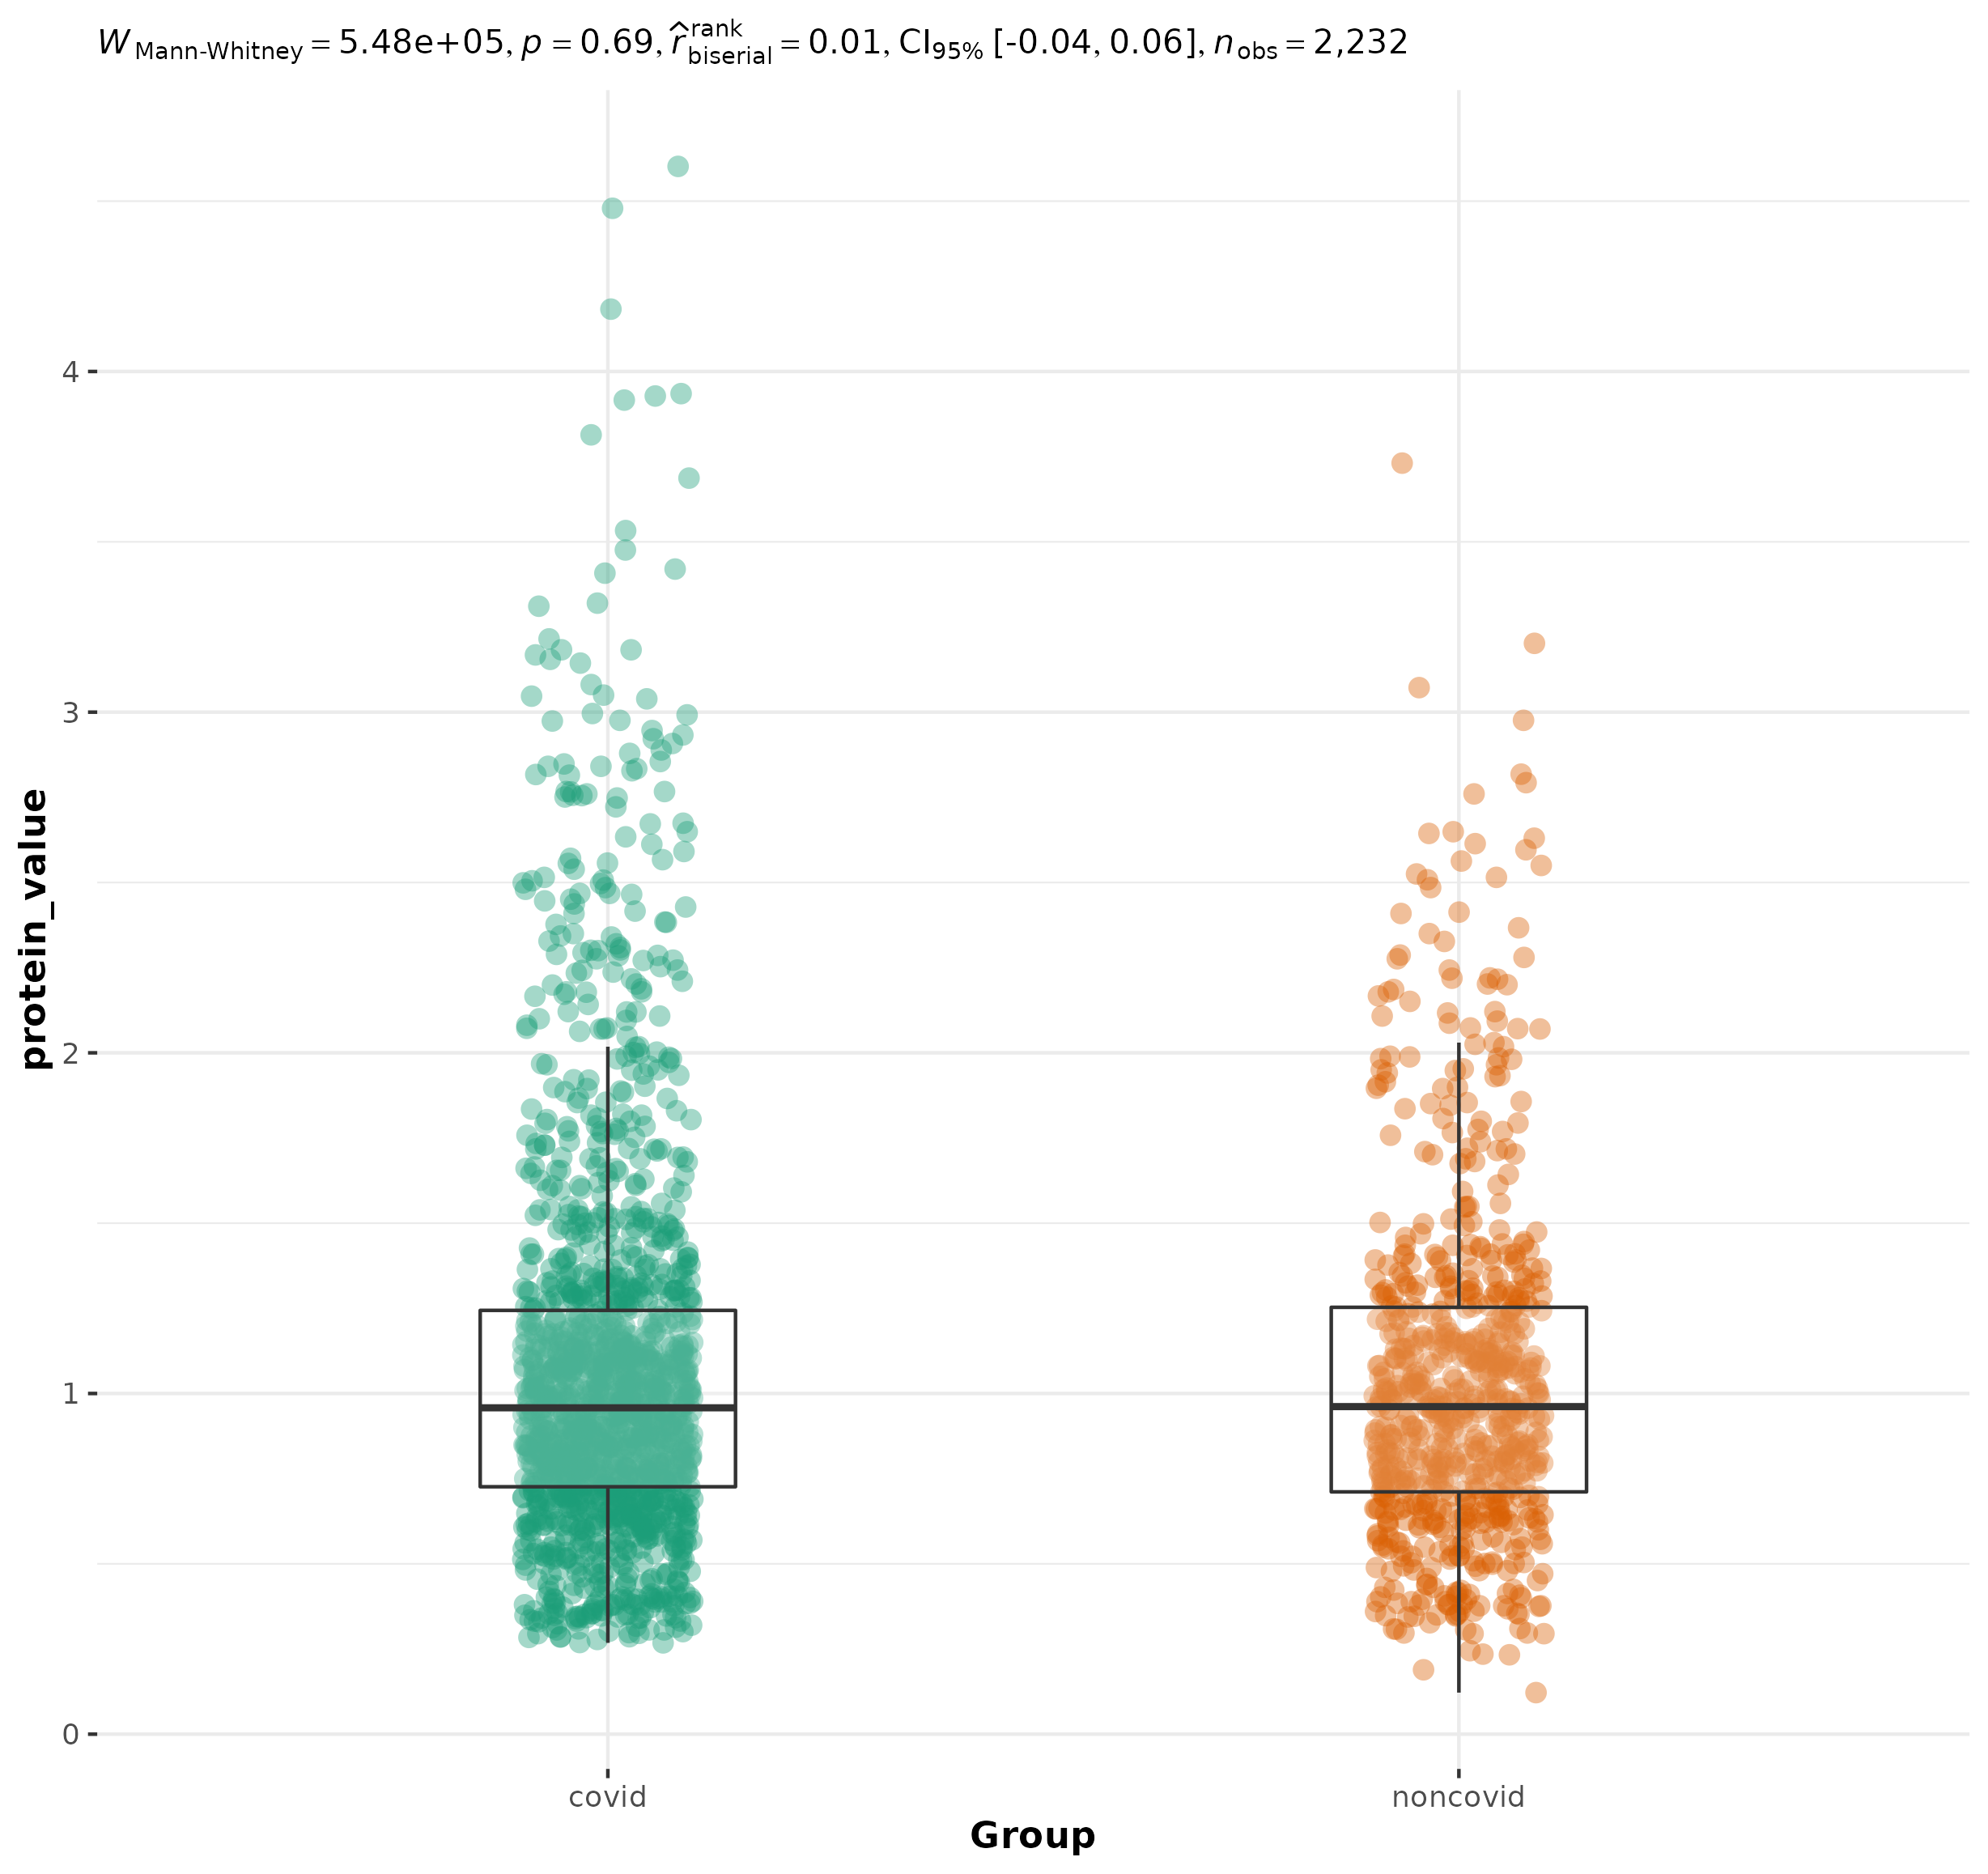 W Mann-Whitney = 5.48e+05, p = 0.69, r̂ rank biserial = 0.01, CI95% [-0.04, 0.06], nobs = 2,232
4
3
2
1
0
protein_value
covid noncovid
Group